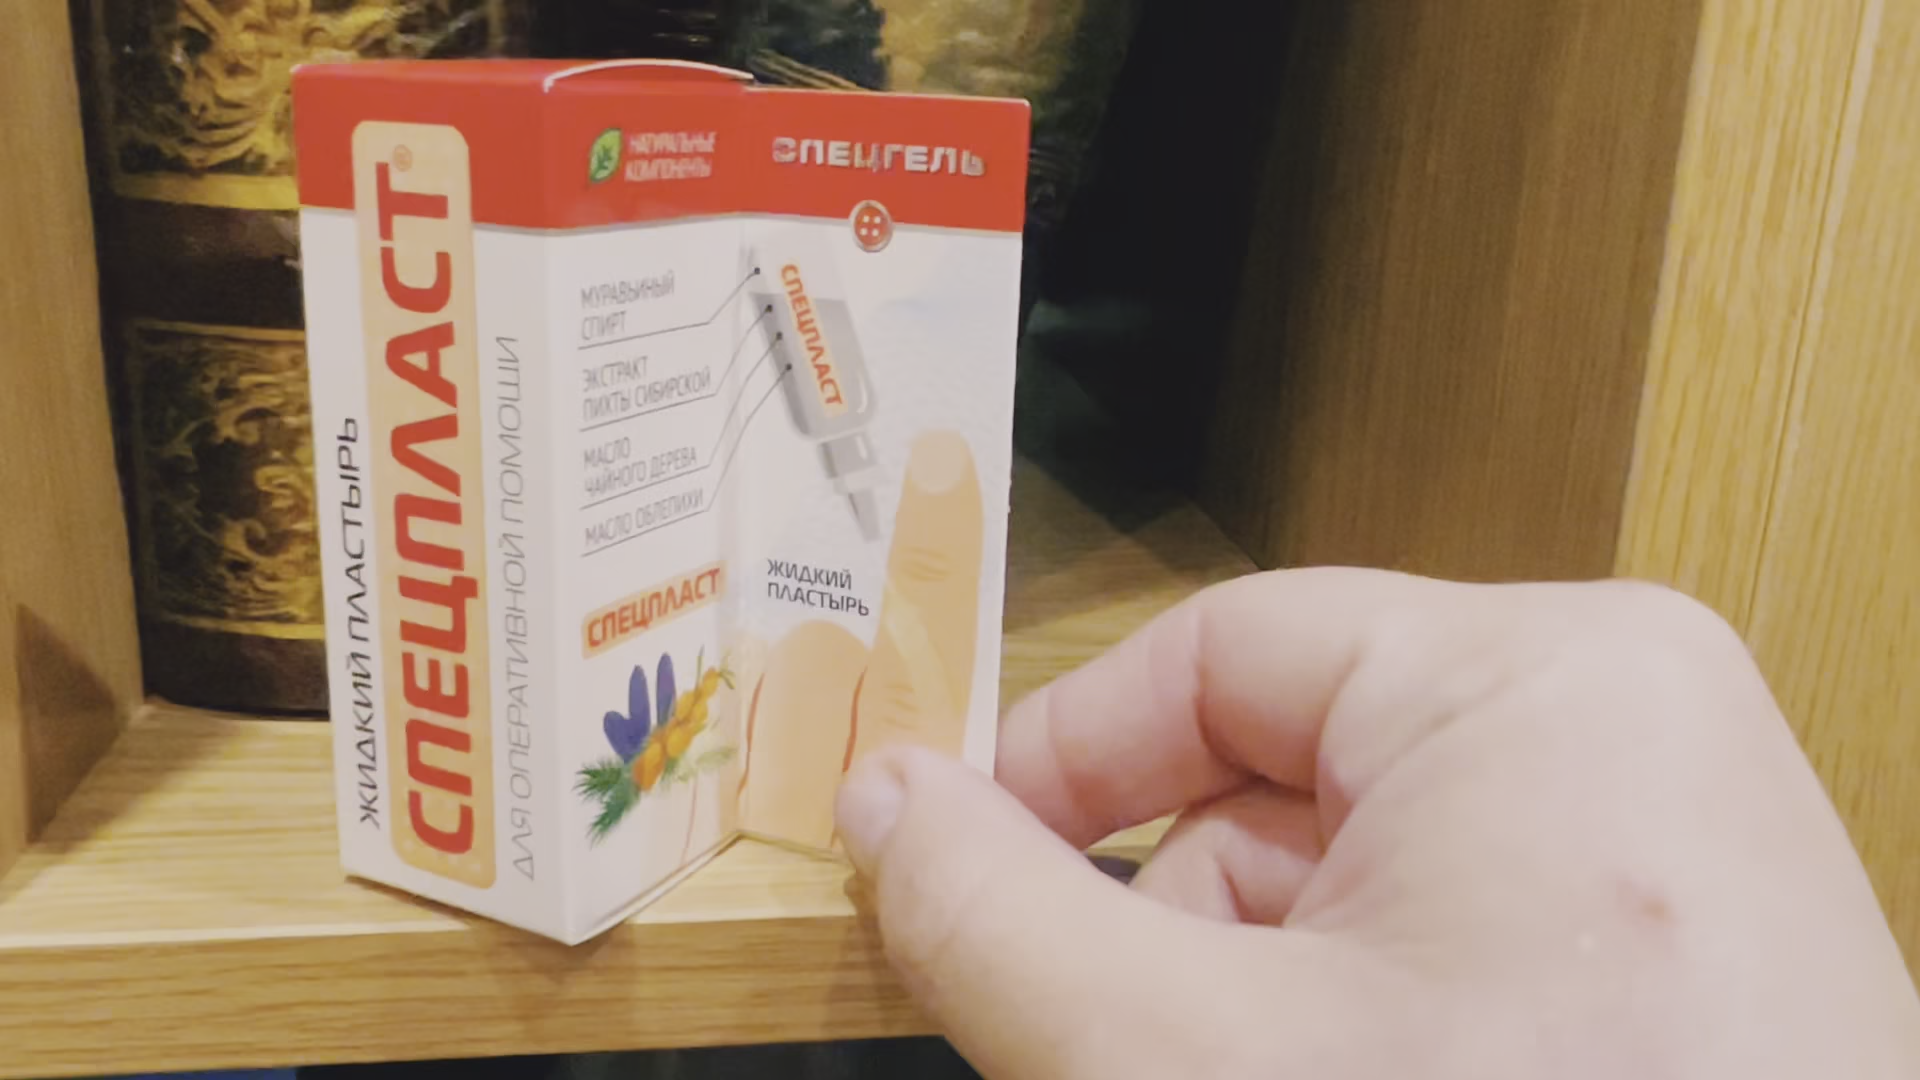 ЖИДКИЙ ПЛАСТЫРЬ
СПЕЦПЛАСТ®
ДЛЯ ОПЕРАТИВНОЙ ПОМОЩИ
НАТУРАЛЬНЫЕ
КОМПОНЕНТЫ
МУРАВЬИНЫЙ
СПИРТ
ЭКСТРАКТ
ПИХТЫ СИБИРСКОЙ
МАСЛО
ЧАЙНОГО ДЕРЕВА
МАСЛО ОБЛЕПИХИ
СПЕЦПЛАСТ
СПЕЦГЕЛЬ
СПЕЦПЛАСТ
ЖИДКИЙ
ПЛАСТЫРЬ